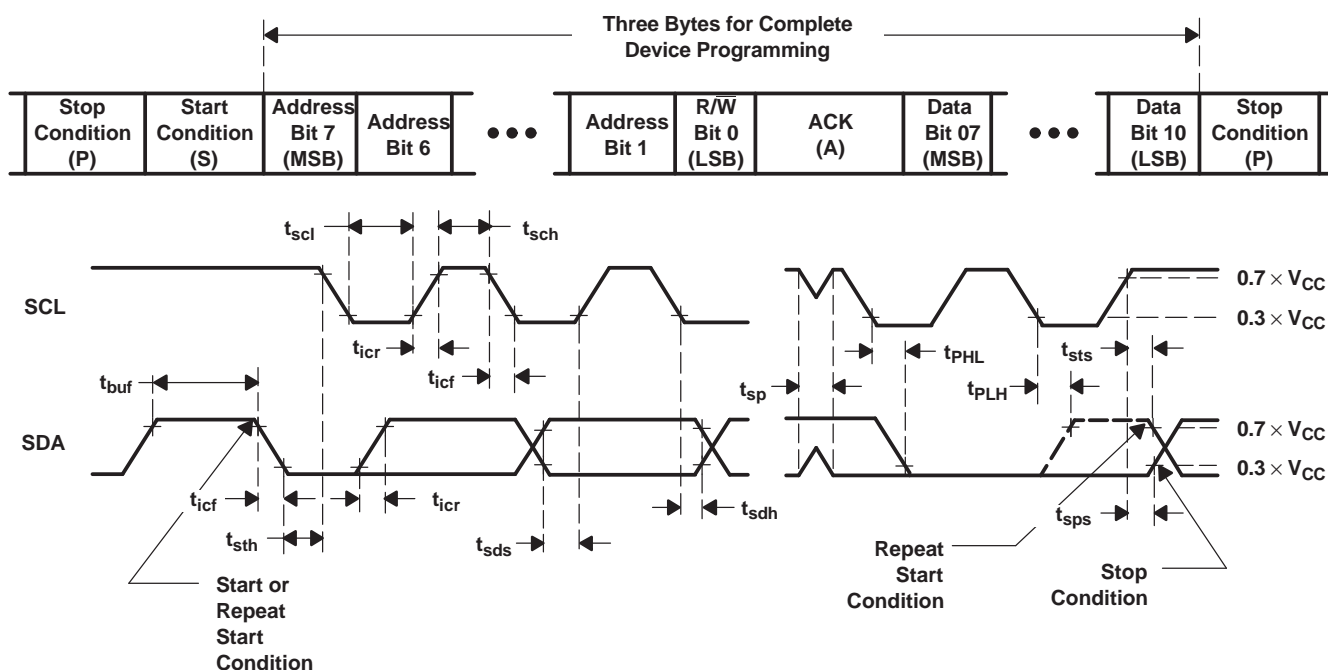 Three Bytes for Complete
Device Programming
Stop
Condition
(P)
Start
Condition
(S)
Address
Bit 7
(MSB)
Address
Bit 6
•••
Address
Bit 1
R/W̅
Bit 0
(LSB)
ACK
(A)
Data
Bit 07
(MSB)
•••
Data
Bit 10
(LSB)
Stop
Condition
(P)
tscl
tsch
0.7 × VCC
SCL
0.3 × VCC
ticr
tPHL
tsts
tbuf
ticf
tsp
tPLH
SDA
0.7 × VCC
0.3 × VCC
ticf
ticr
tsdh
tsps
tsth
tsds
Start or
Repeat
Start
Condition
Repeat
Start
Condition
Stop
Condition